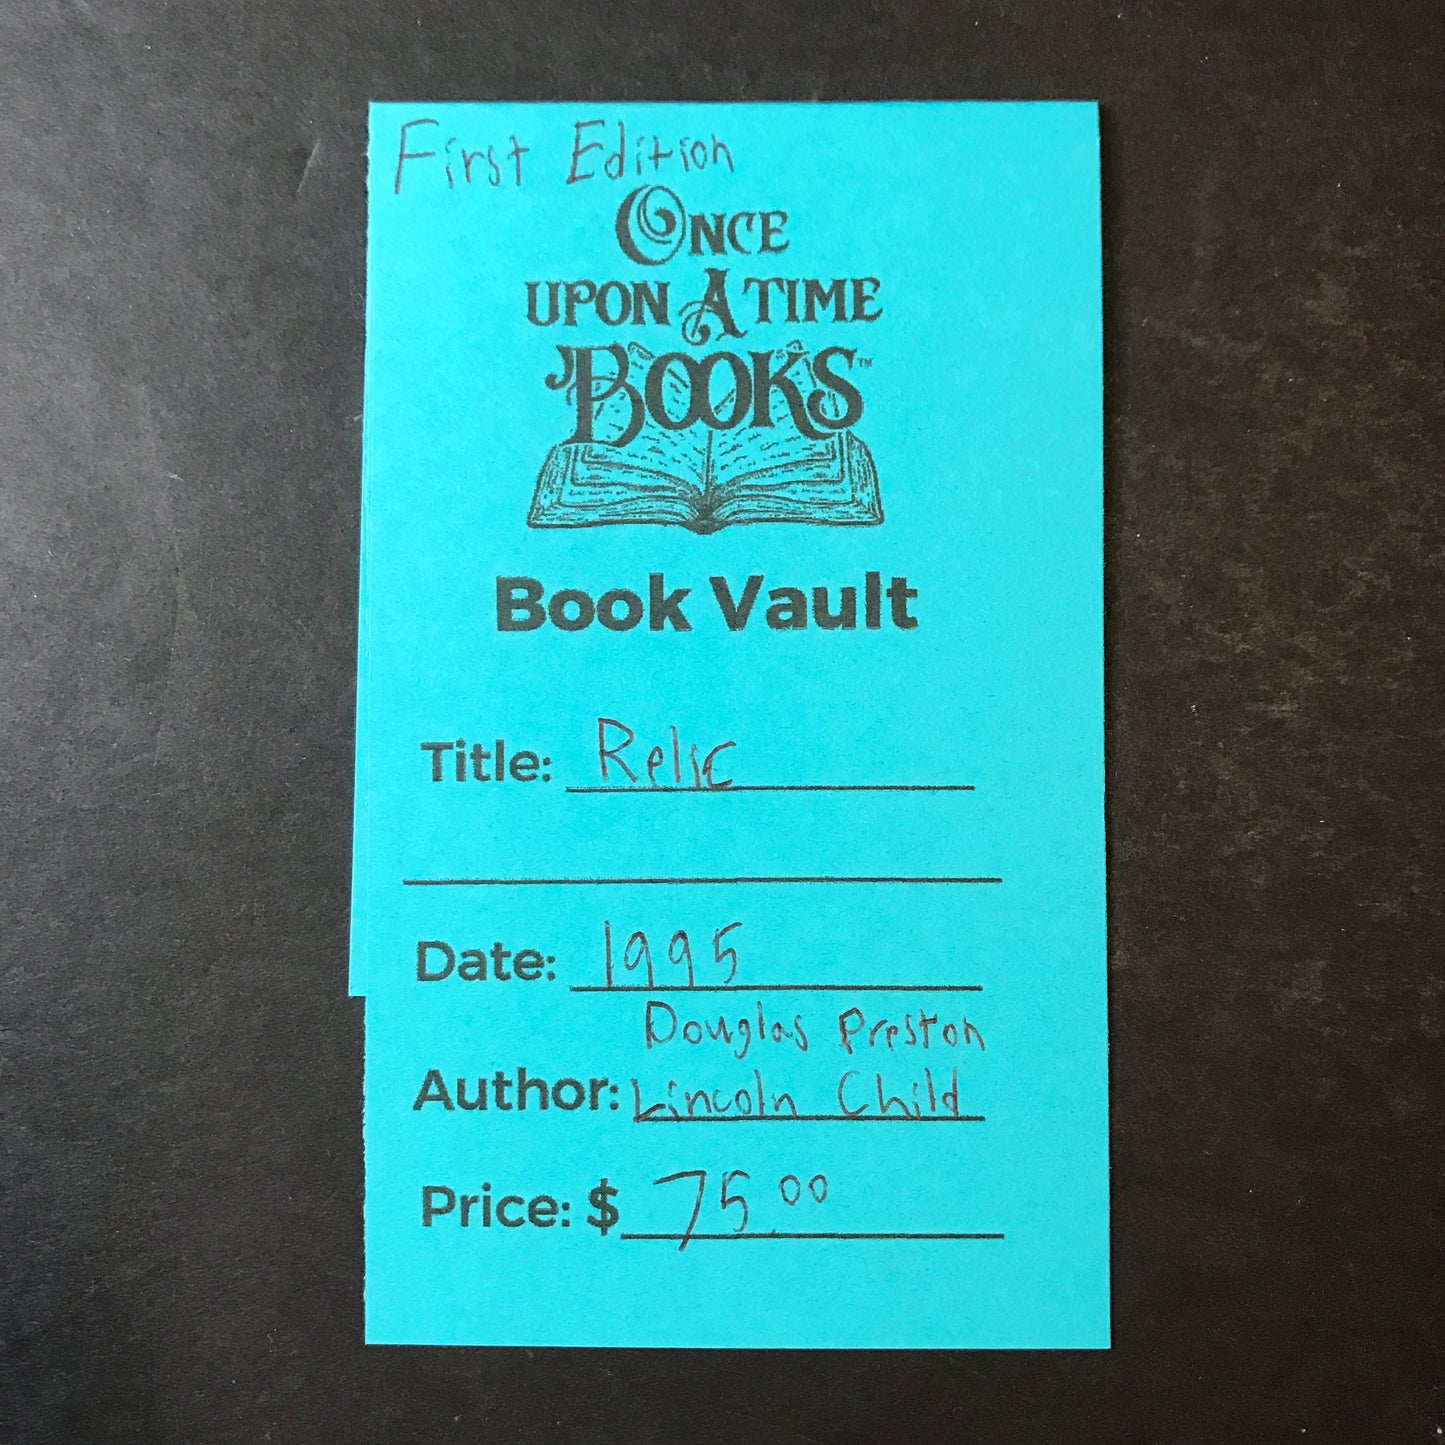 First Edition
ONCE
UPON A TIME
BOOKS™
Book Vault
Title: Relic
Date: 1995
Douglas Preston
Author: Lincoln Child
Price: $ 75.00